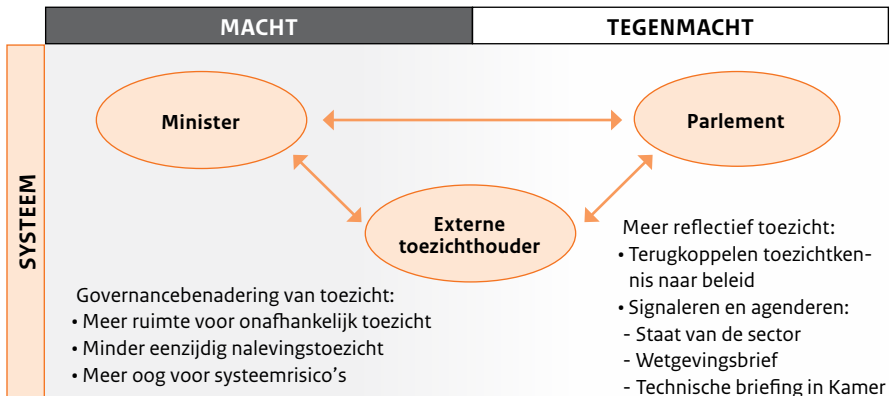 MACHT
TEGENMACHT
SYSTEEM
Minister
Parlement
Externe
toezichthouder
Governancebenadering van toezicht:
• Meer ruimte voor onafhankelijk toezicht
• Minder eenzijdig nalevingstoezicht
• Meer oog voor systeemrisico's
Meer reflectief toezicht:
• Terugkoppelen toezichtken-
nis naar beleid
• Signaleren en agenderen:
- Staat van de sector
- Wetgevingsbrief
- Technische briefing in Kamer